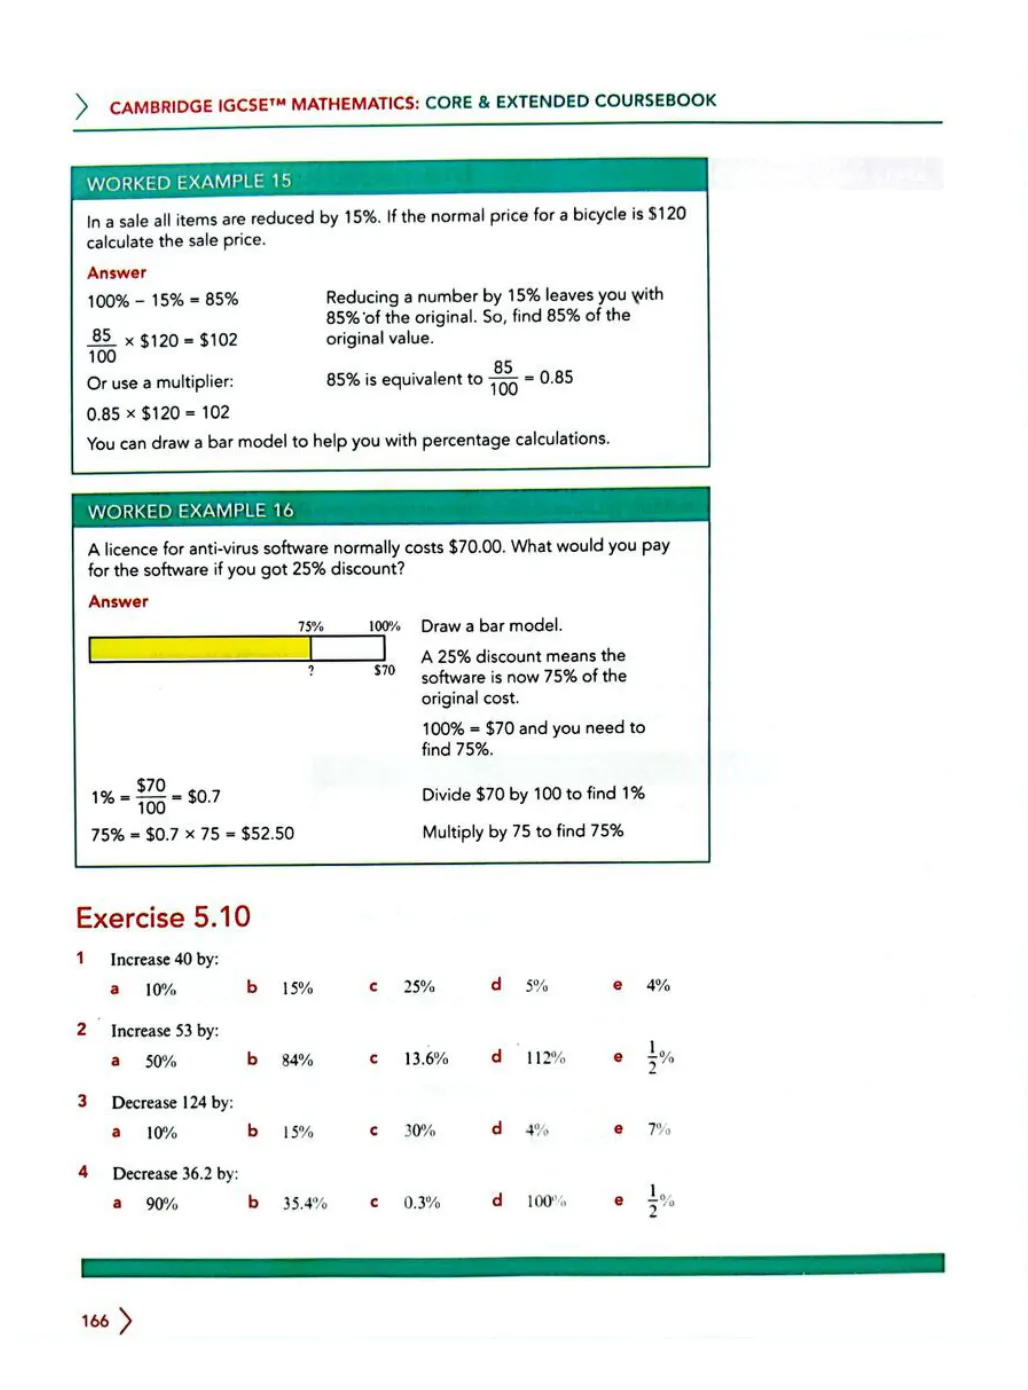 CAMBRIDGE IGCSE™ MATHEMATICS: CORE & EXTENDED COURSEBOOK
WORKED EXAMPLE 15
In a sale all items are reduced by 15%. If the normal price for a bicycle is $120
calculate the sale price.
Answer
100% − 15% = 85%
85/100 × $120 = $102
Or use a multiplier:
0.85 × $120 = 102
Reducing a number by 15% leaves you with
85% of the original. So, find 85% of the
original value.
85% is equivalent to 85/100 = 0.85
You can draw a bar model to help you with percentage calculations.
WORKED EXAMPLE 16
A licence for anti-virus software normally costs $70.00. What would you pay
for the software if you got 25% discount?
Answer
75% 100%
? $70
Draw a bar model.
A 25% discount means the
software is now 75% of the
original cost.
100% = $70 and you need to
find 75%.
1% = $70/100 = $0.7 Divide $70 by 100 to find 1%
75% = $0.7 × 75 = $52.50 Multiply by 75 to find 75%
Exercise 5.10
1 Increase 40 by:
a 10% b 15% c 25% d 5% e 4%
2 Increase 53 by:
a 50% b 84% c 13.6% d 112% e 1/2%
3 Decrease 124 by:
a 10% b 15% c 30% d 4% e 7%
4 Decrease 36.2 by:
a 90% b 35.4% c 0.3% d 100% e 1/2%
166